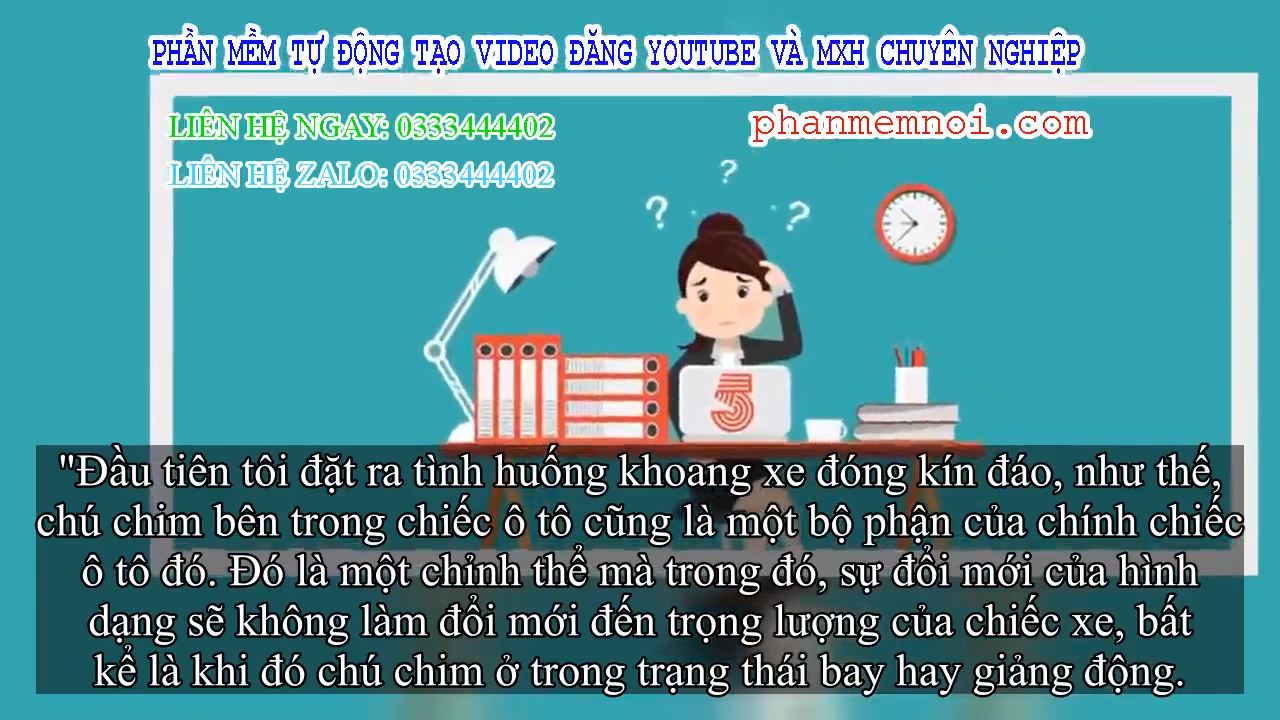 PHẦN MỀM TỰ ĐỘNG TẠO VIDEO ĐĂNG YOUTUBE VÀ MXH CHUYÊN NGHIỆP
LIÊN HỆ NGAY: 0333444402
phanmemnoi.com
LIÊN HỆ ZALO: 0333444402
? ? ?
5
"Đầu tiên tôi đặt ra tình huống khoang xe đóng kín đáo, như thế,
chú chim bên trong chiếc ô tô cũng là một bộ phận của chính chiếc
ô tô đó. Đó là một chỉnh thể mà trong đó, sự đổi mới của hình
dạng sẽ không làm đổi mới đến trọng lượng của chiếc xe, bất
kể là khi đó chú chim ở trong trạng thái bay hay giảng động.